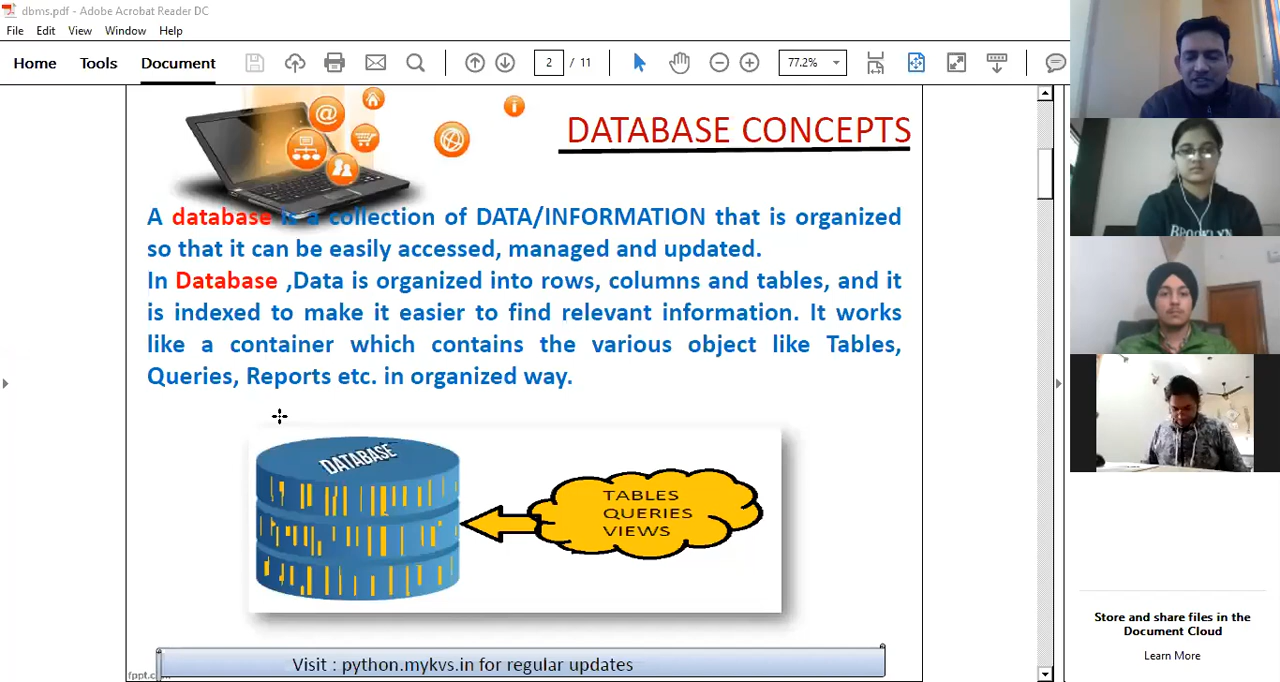 dbms.pdf - Adobe Acrobat Reader DC
File Edit View Window Help
Home Tools Document 2 / 11 77.2%
DATABASE CONCEPTS
A database is a collection of DATA/INFORMATION that is organized
so that it can be easily accessed, managed and updated.
In Database ,Data is organized into rows, columns and tables, and it
is indexed to make it easier to find relevant information. It works
like a container which contains the various object like Tables,
Queries, Reports etc. in organized way.
DATABASE
TABLES
QUERIES
VIEWS
Visit : python.mykvs.in for regular updates
BROOKLYN
Store and share files in the
Document Cloud
Learn More